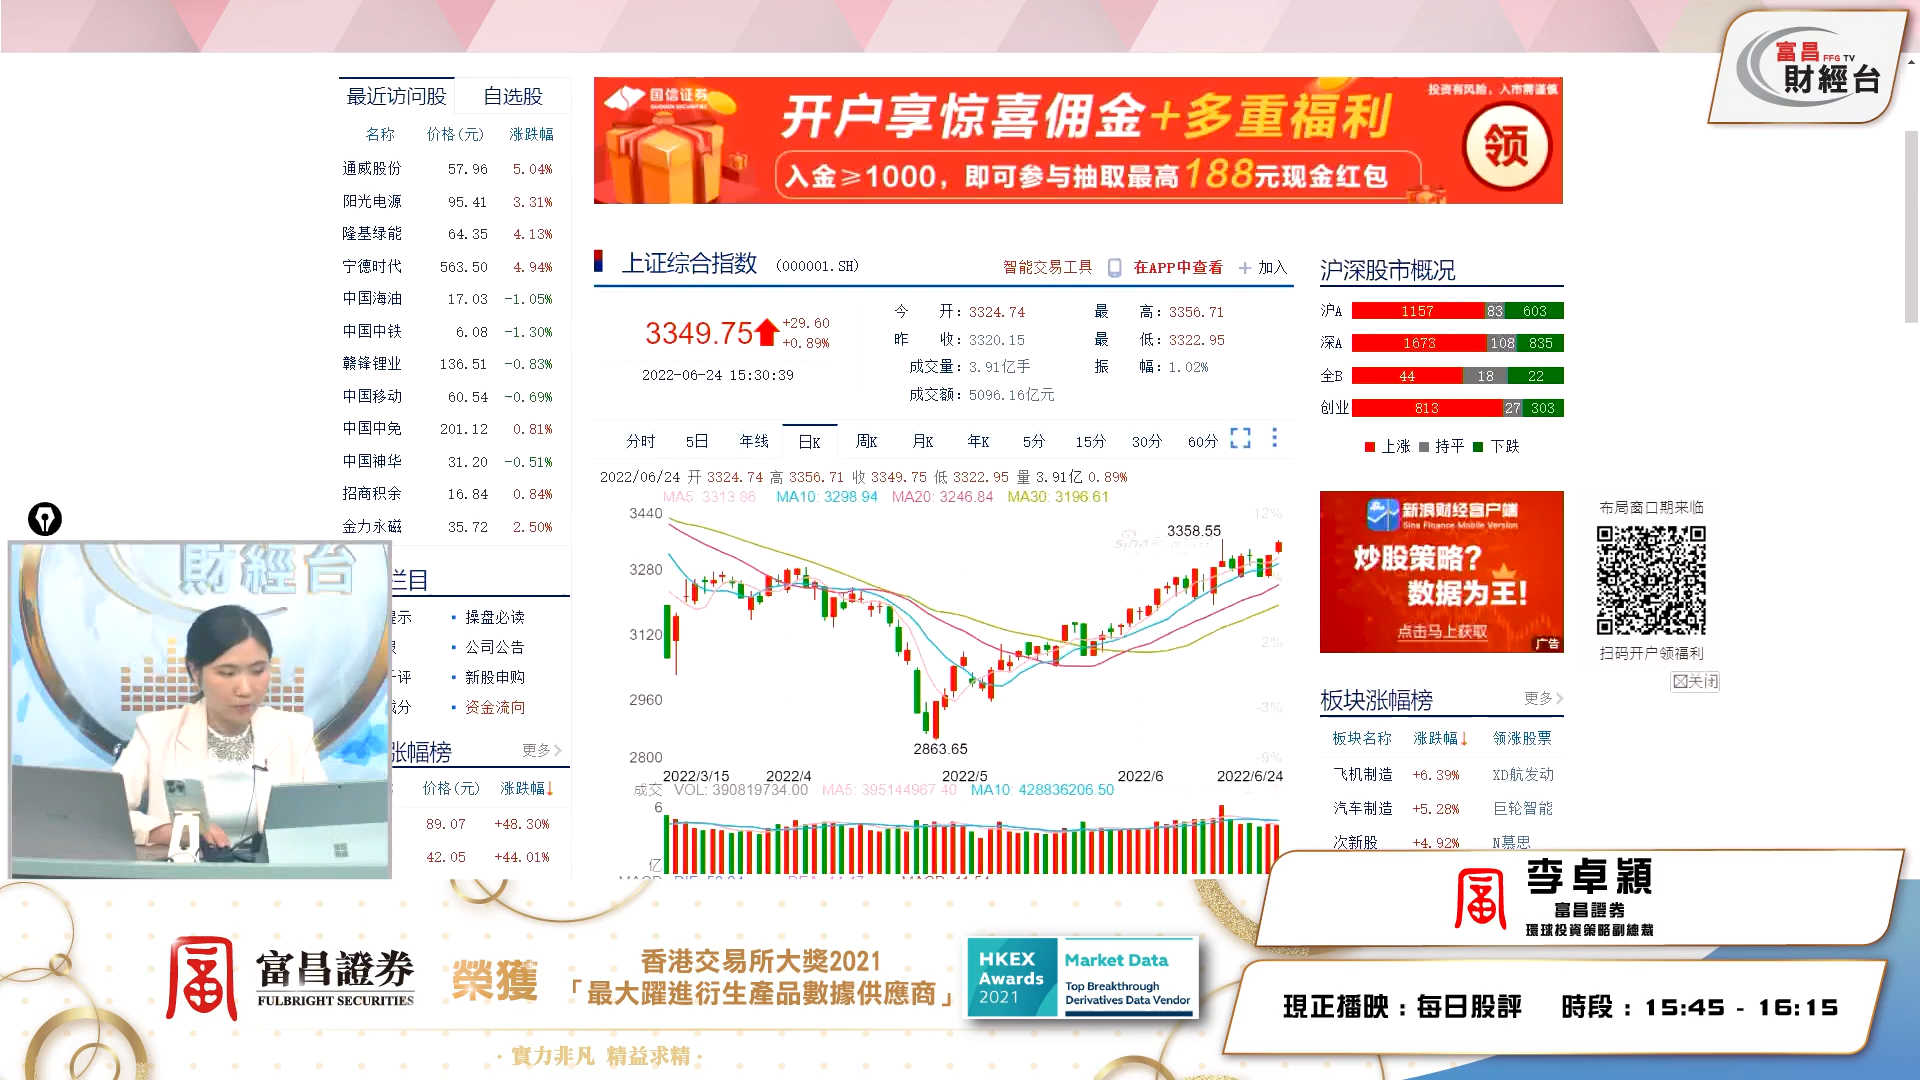 富昌 FFG TV
財經台
最近访问股 自选股
名称 价格(元) 涨跌幅
通威股份 57.96 5.04%
阳光电源 95.41 3.31%
隆基绿能 64.35 4.13%
宁德时代 563.50 4.94%
中国海油 17.03 -1.05%
中国中铁 6.08 -1.30%
赣锋锂业 136.51 -0.83%
中国移动 60.54 -0.69%
中国中免 201.12 0.81%
中国神华 31.20 -0.51%
招商积余 16.84 0.84%
金力永磁 35.72 2.50%
国信证券
开户享惊喜佣金+多重福利
投资有风险，入市需谨慎
入金≥1000，即可参与抽取最高188元现金红包
领
上证综合指数 (000001.SH)
智能交易工具 在APP中查看 + 加入
3349.75 +29.60
+0.89%
2022-06-24 15:30:39
今 开: 3324.74 最 高: 3356.71
昨 收: 3320.15 最 低: 3322.95
成交量: 3.91亿手 振 幅: 1.02%
成交额: 5096.16亿元
分时 5日 年线 日K 周K 月K 年K 5分 15分 30分 60分
2022/06/24 开 3324.74 高 3356.71 收 3349.75 低 3322.95 量 3.91亿 0.89%
MA5: 3313.86 MA10: 3298.94 MA20: 3246.84 MA30: 3196.61
3440 12%
3358.55
sina
3280
3120 2%
2960 -3%
2863.65
2800 -9%
2022/3/15 2022/4 2022/5 2022/6 2022/6/24
成交 VOL: 390819734.00 MA5: 395144967.40 MA10: 428836206.50
6
亿
沪深股市概况
沪A 1157 83 603
深A 1673 108 835
全B 44 18 22
创业 813 27 303
上涨 持平 下跌
新浪财经客户端
Sina Finance Mobile Version
炒股策略?
数据为王!
点击马上获取
广告
布局窗口期来临
扫码开户领福利
关闭
板块涨幅榜 更多
板块名称 涨跌幅↓ 领涨股票
飞机制造 +6.39% XD航发动
汽车制造 +5.28% 巨轮智能
次新股 +4.92% N慕思
財經台
栏目
操盘必读
公司公告
评 新股申购
分 资金流向
涨幅榜 更多
价格(元) 涨跌幅↓
89.07 +48.30%
42.05 +44.01%
李卓穎
富昌證券
環球投資策略副總裁
富昌證券
FULBRIGHT SECURITIES
榮獲
香港交易所大獎2021
「最大躍進衍生產品數據供應商」
HKEX
Awards
2021
Market Data
Top Breakthrough
Derivatives Data Vendor
現正播映：每日股評 時段：15:45 - 16:15
·實力非凡 精益求精·